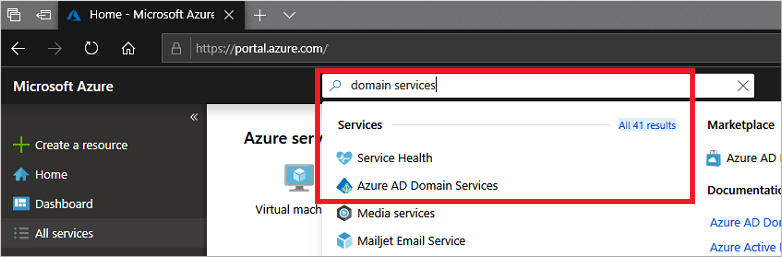 Home - Microsoft Azure
https://portal.azure.com/
Microsoft Azure
domain services
Create a resource
Home
Dashboard
All services
Azure serv
Virtual mach
Services
All 41 results
Service Health
Azure AD Domain Services
Media services
Mailjet Email Service
Marketplace
Azure AD
Documentatio
Azure AD Do
Azure Active